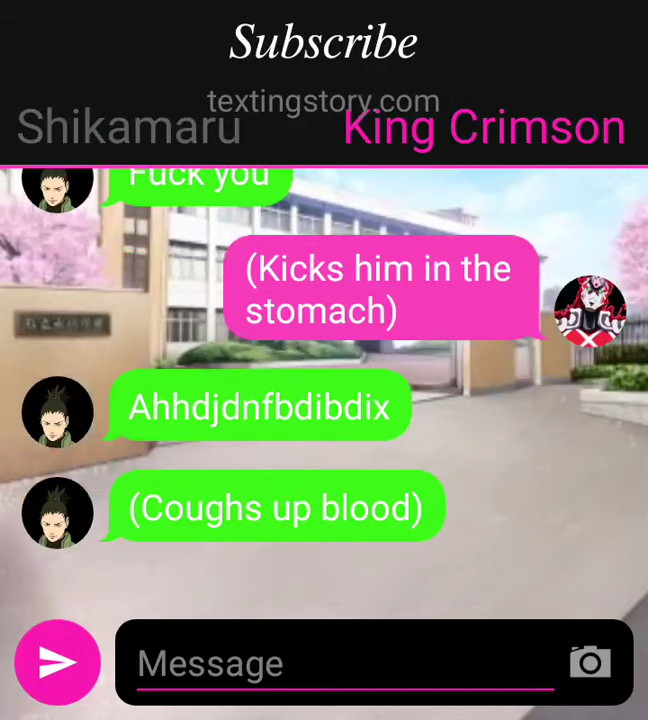 Subscribe
textingstory.com
Shikamaru
King Crimson
Fuck you
(Kicks him in the
stomach)
Ahhdjdnfbdibdix
(Coughs up blood)
Message